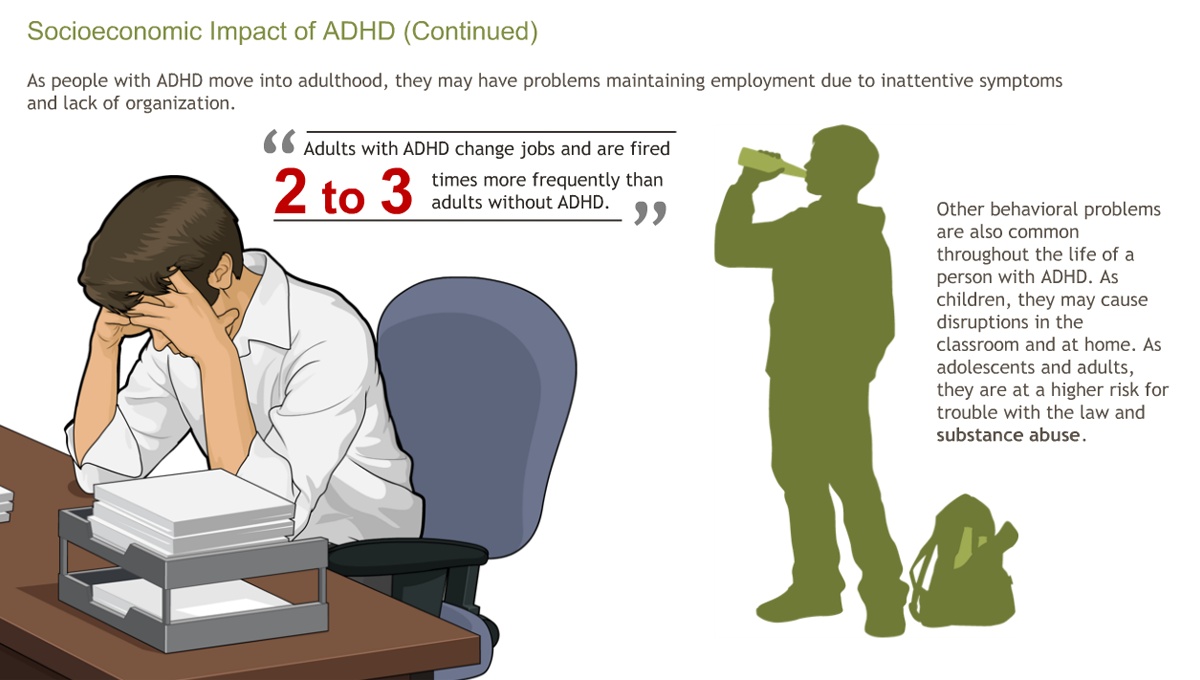 Socioeconomic Impact of ADHD (Continued)
As people with ADHD move into adulthood, they may have problems maintaining employment due to inattentive symptoms
and lack of organization.
“ Adults with ADHD change jobs and are fired
2 to 3 times more frequently than
adults without ADHD. ”
Other behavioral problems
are also common
throughout the life of a
person with ADHD. As
children, they may cause
disruptions in the
classroom and at home. As
adolescents and adults,
they are at a higher risk for
trouble with the law and
substance abuse.